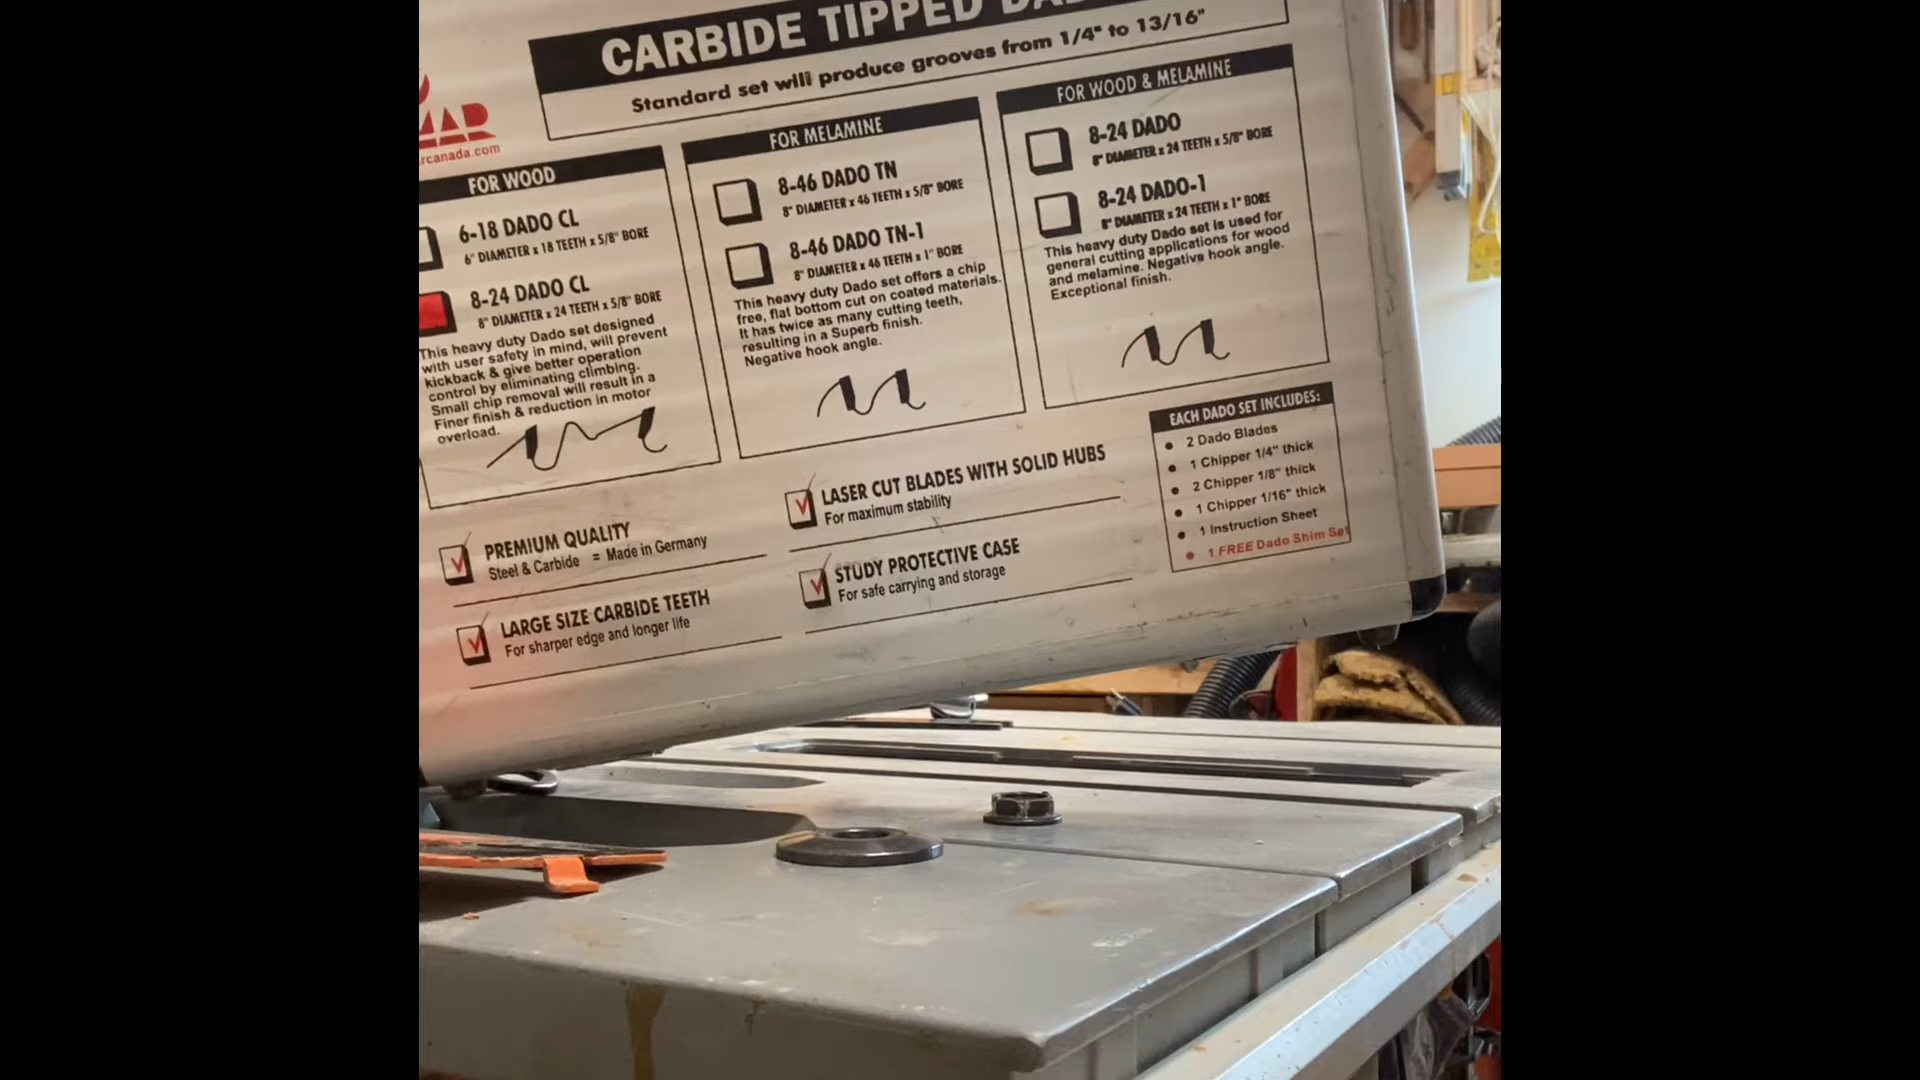 CARBIDE TIPPED
Standard set will produce grooves from 1/4" to 13/16"
rcanada.com
FOR WOOD
6-18 DADO CL
6" DIAMETER x 18 TEETH x 5/8" BORE
8-24 DADO CL
8" DIAMETER x 24 TEETH x 5/8" BORE
This heavy duty Dado set designed
with user safety in mind, will prevent
kickback & give better operation
control by eliminating climbing.
Small chip removal will result in a
Finer finish & reduction in motor
overload.
FOR MELAMINE
8-46 DADO TN
8" DIAMETER x 46 TEETH x 5/8" BORE
8-46 DADO TN-1
8" DIAMETER x 46 TEETH x 1" BORE
This heavy duty Dado set offers a chip
free, flat bottom cut on coated materials.
It has twice as many cutting teeth,
resulting in a Superb finish.
Negative hook angle.
FOR WOOD & MELAMINE
8-24 DADO
8" DIAMETER x 24 TEETH x 5/8" BORE
8-24 DADO-1
8" DIAMETER x 24 TEETH x 1" BORE
This heavy duty Dado set is used for
general cutting applications for wood
and melamine. Negative hook angle.
Exceptional finish.
PREMIUM QUALITY
Steel & Carbide = Made in Germany
LARGE SIZE CARBIDE TEETH
For sharper edge and longer life
LASER CUT BLADES WITH SOLID HUBS
For maximum stability
STUDY PROTECTIVE CASE
For safe carrying and storage
EACH DADO SET INCLUDES:
• 2 Dado Blades
• 1 Chipper 1/4" thick
• 2 Chipper 1/8" thick
• 1 Chipper 1/16" thick
• 1 Instruction Sheet
• 1 FREE Dado Shim Set